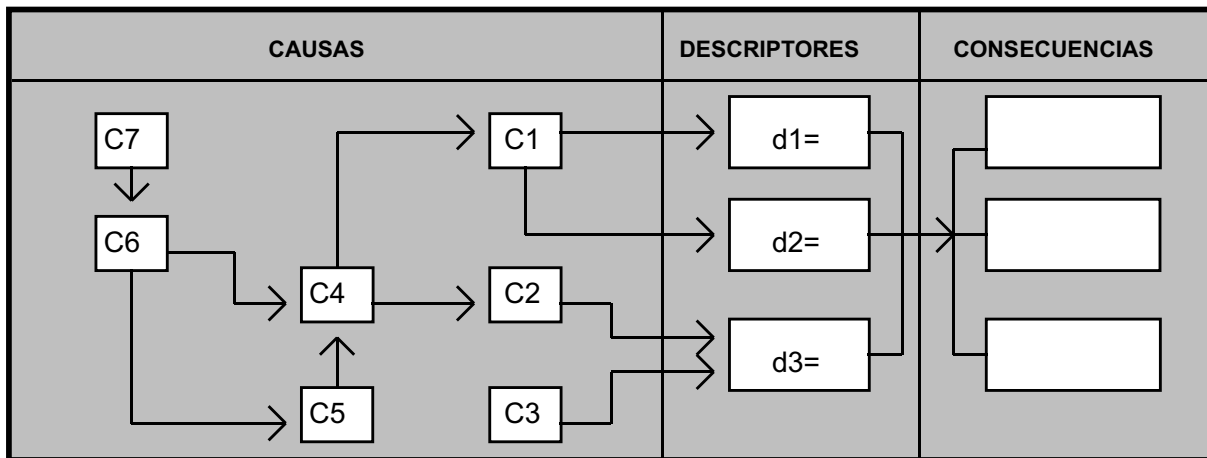 CAUSAS
DESCRIPTORES
CONSECUENCIAS
C7
C1
d1=
C6
d2=
C4
C2
d3=
C5
C3